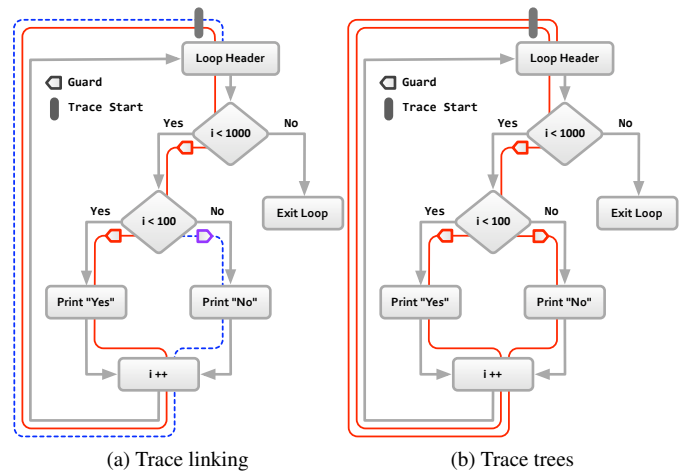 Loop Header
Guard
Trace Start
Yes
No
i < 1000
Yes
No
i < 100
Exit Loop
Print "Yes"
Print "No"
i ++
(a) Trace linking
Loop Header
Guard
Trace Start
Yes
No
i < 1000
Yes
No
i < 100
Exit Loop
Print "Yes"
Print "No"
i ++
(b) Trace trees